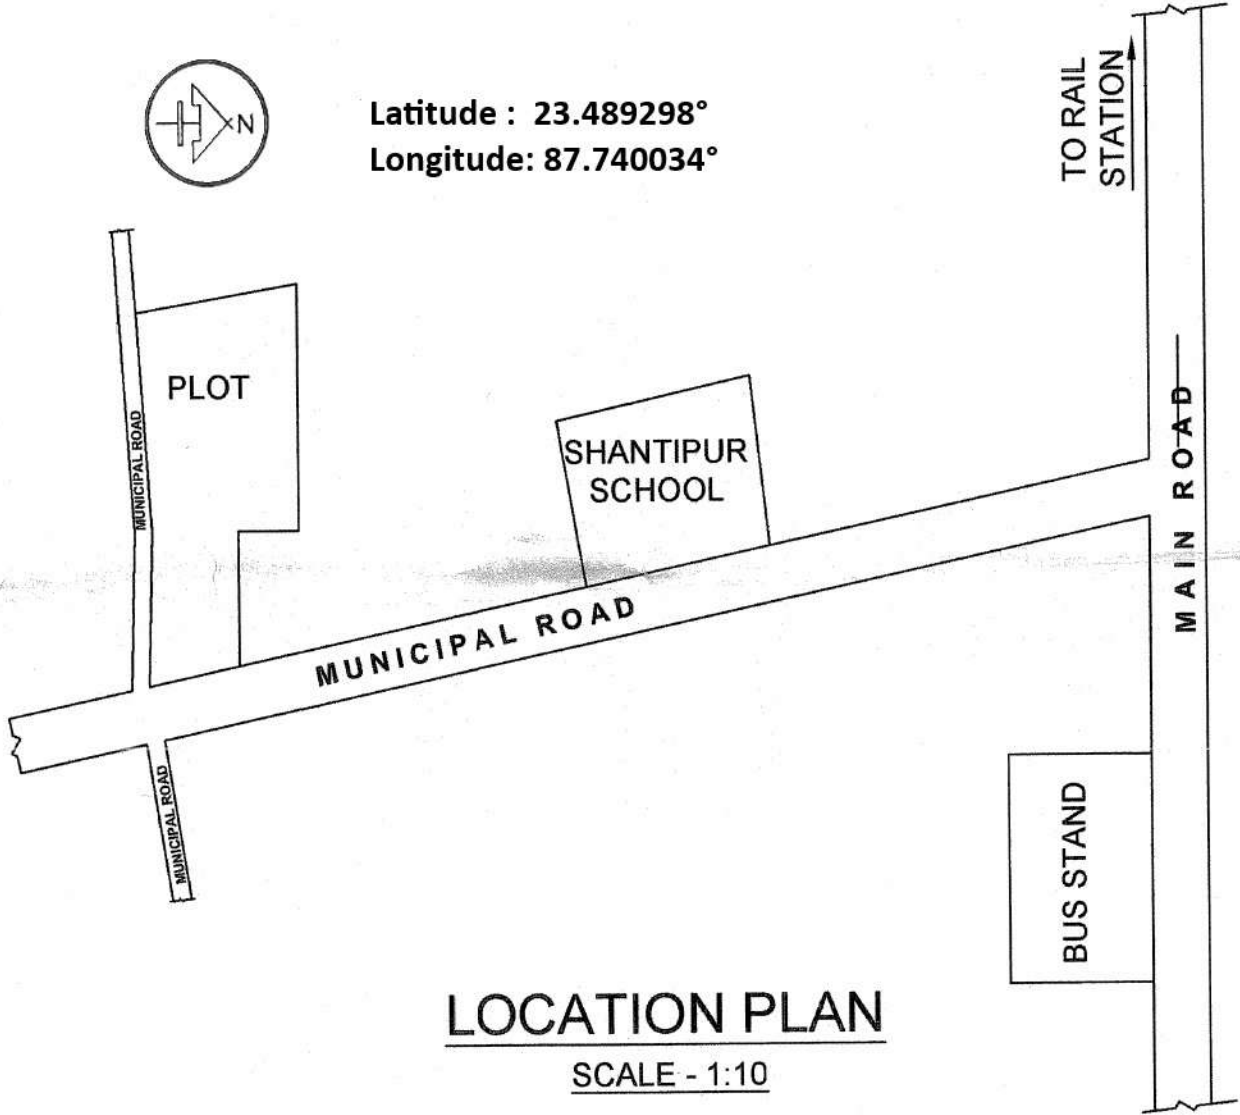 N
Latitude : 23.489298°
Longitude: 87.740034°
TO RAIL
STATION
PLOT
MUNICIPAL ROAD
SHANTIPUR
SCHOOL
MAIN ROAD
MUNICIPAL ROAD
MUNICIPAL ROAD
BUS STAND
LOCATION PLAN
SCALE - 1:10